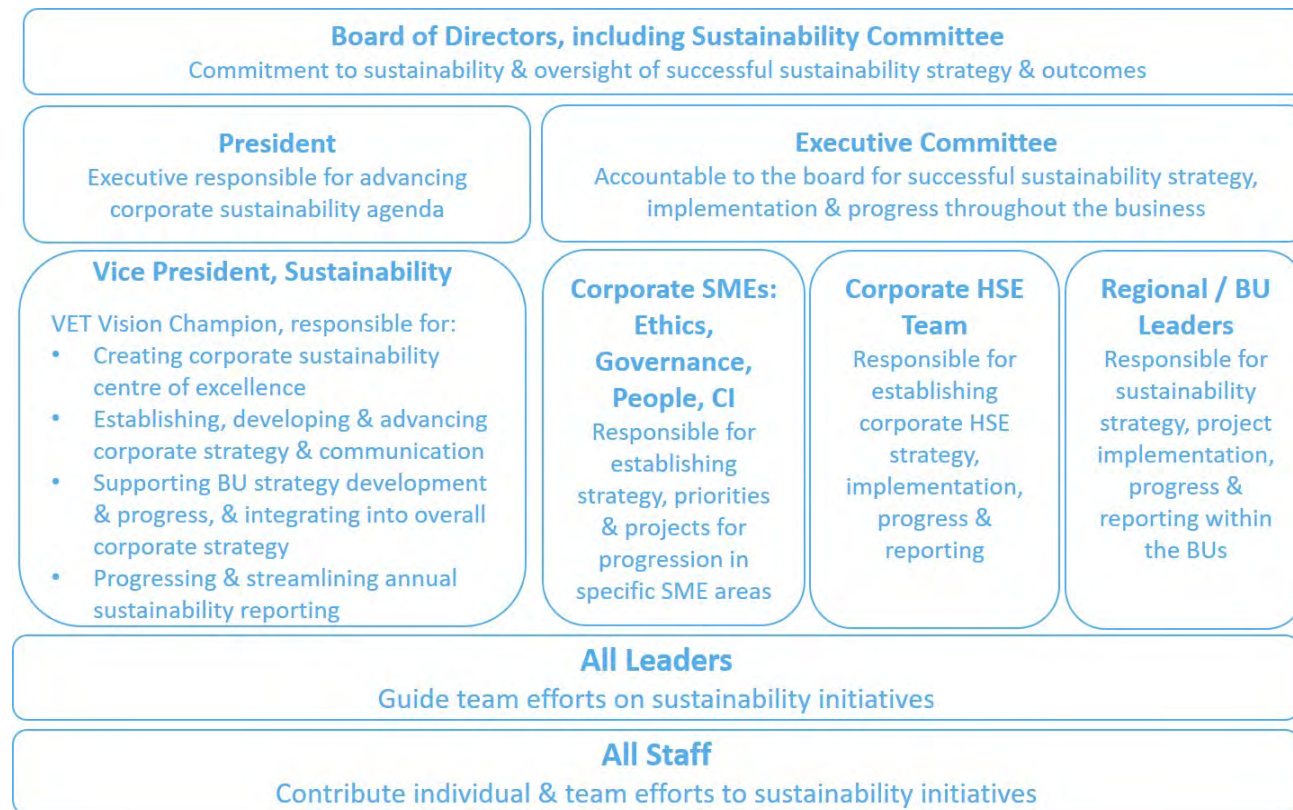 Board of Directors, including Sustainability Committee
Commitment to sustainability & oversight of successful sustainability strategy & outcomes
President
Executive responsible for advancing
corporate sustainability agenda
Executive Committee
Accountable to the board for successful sustainability strategy,
implementation & progress throughout the business
Vice President, Sustainability
VET Vision Champion, responsible for:
• Creating corporate sustainability
centre of excellence
• Establishing, developing & advancing
corporate strategy & communication
• Supporting BU strategy development
& progress, & integrating into overall
corporate strategy
• Progressing & streamlining annual
sustainability reporting
Corporate SMEs:
Ethics,
Governance,
People, CI
Responsible for
establishing
strategy, priorities
& projects for
progression in
specific SME areas
Corporate HSE
Team
Responsible for
establishing
corporate HSE
strategy,
implementation,
progress &
reporting
Regional / BU
Leaders
Responsible for
sustainability
strategy, project
implementation,
progress &
reporting within
the BUs
All Leaders
Guide team efforts on sustainability initiatives
All Staff
Contribute individual & team efforts to sustainability initiatives